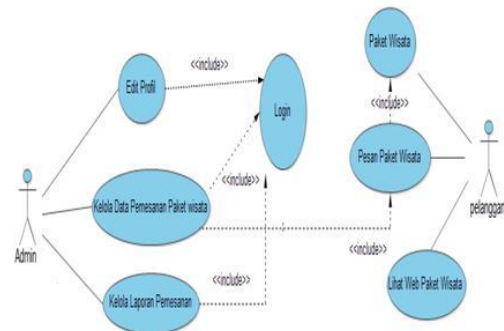 Paket Wisata
<<include>>
Edit Profil
<<include>>
Login
Pesan Paket Wisata
<<include>>
Kelola Data Pemesanan Paket wisata
pelanggan
Admin
<<include>>
Kelola Laporan Pemesanan
<<include>>
Lihat Web Paket Wisata